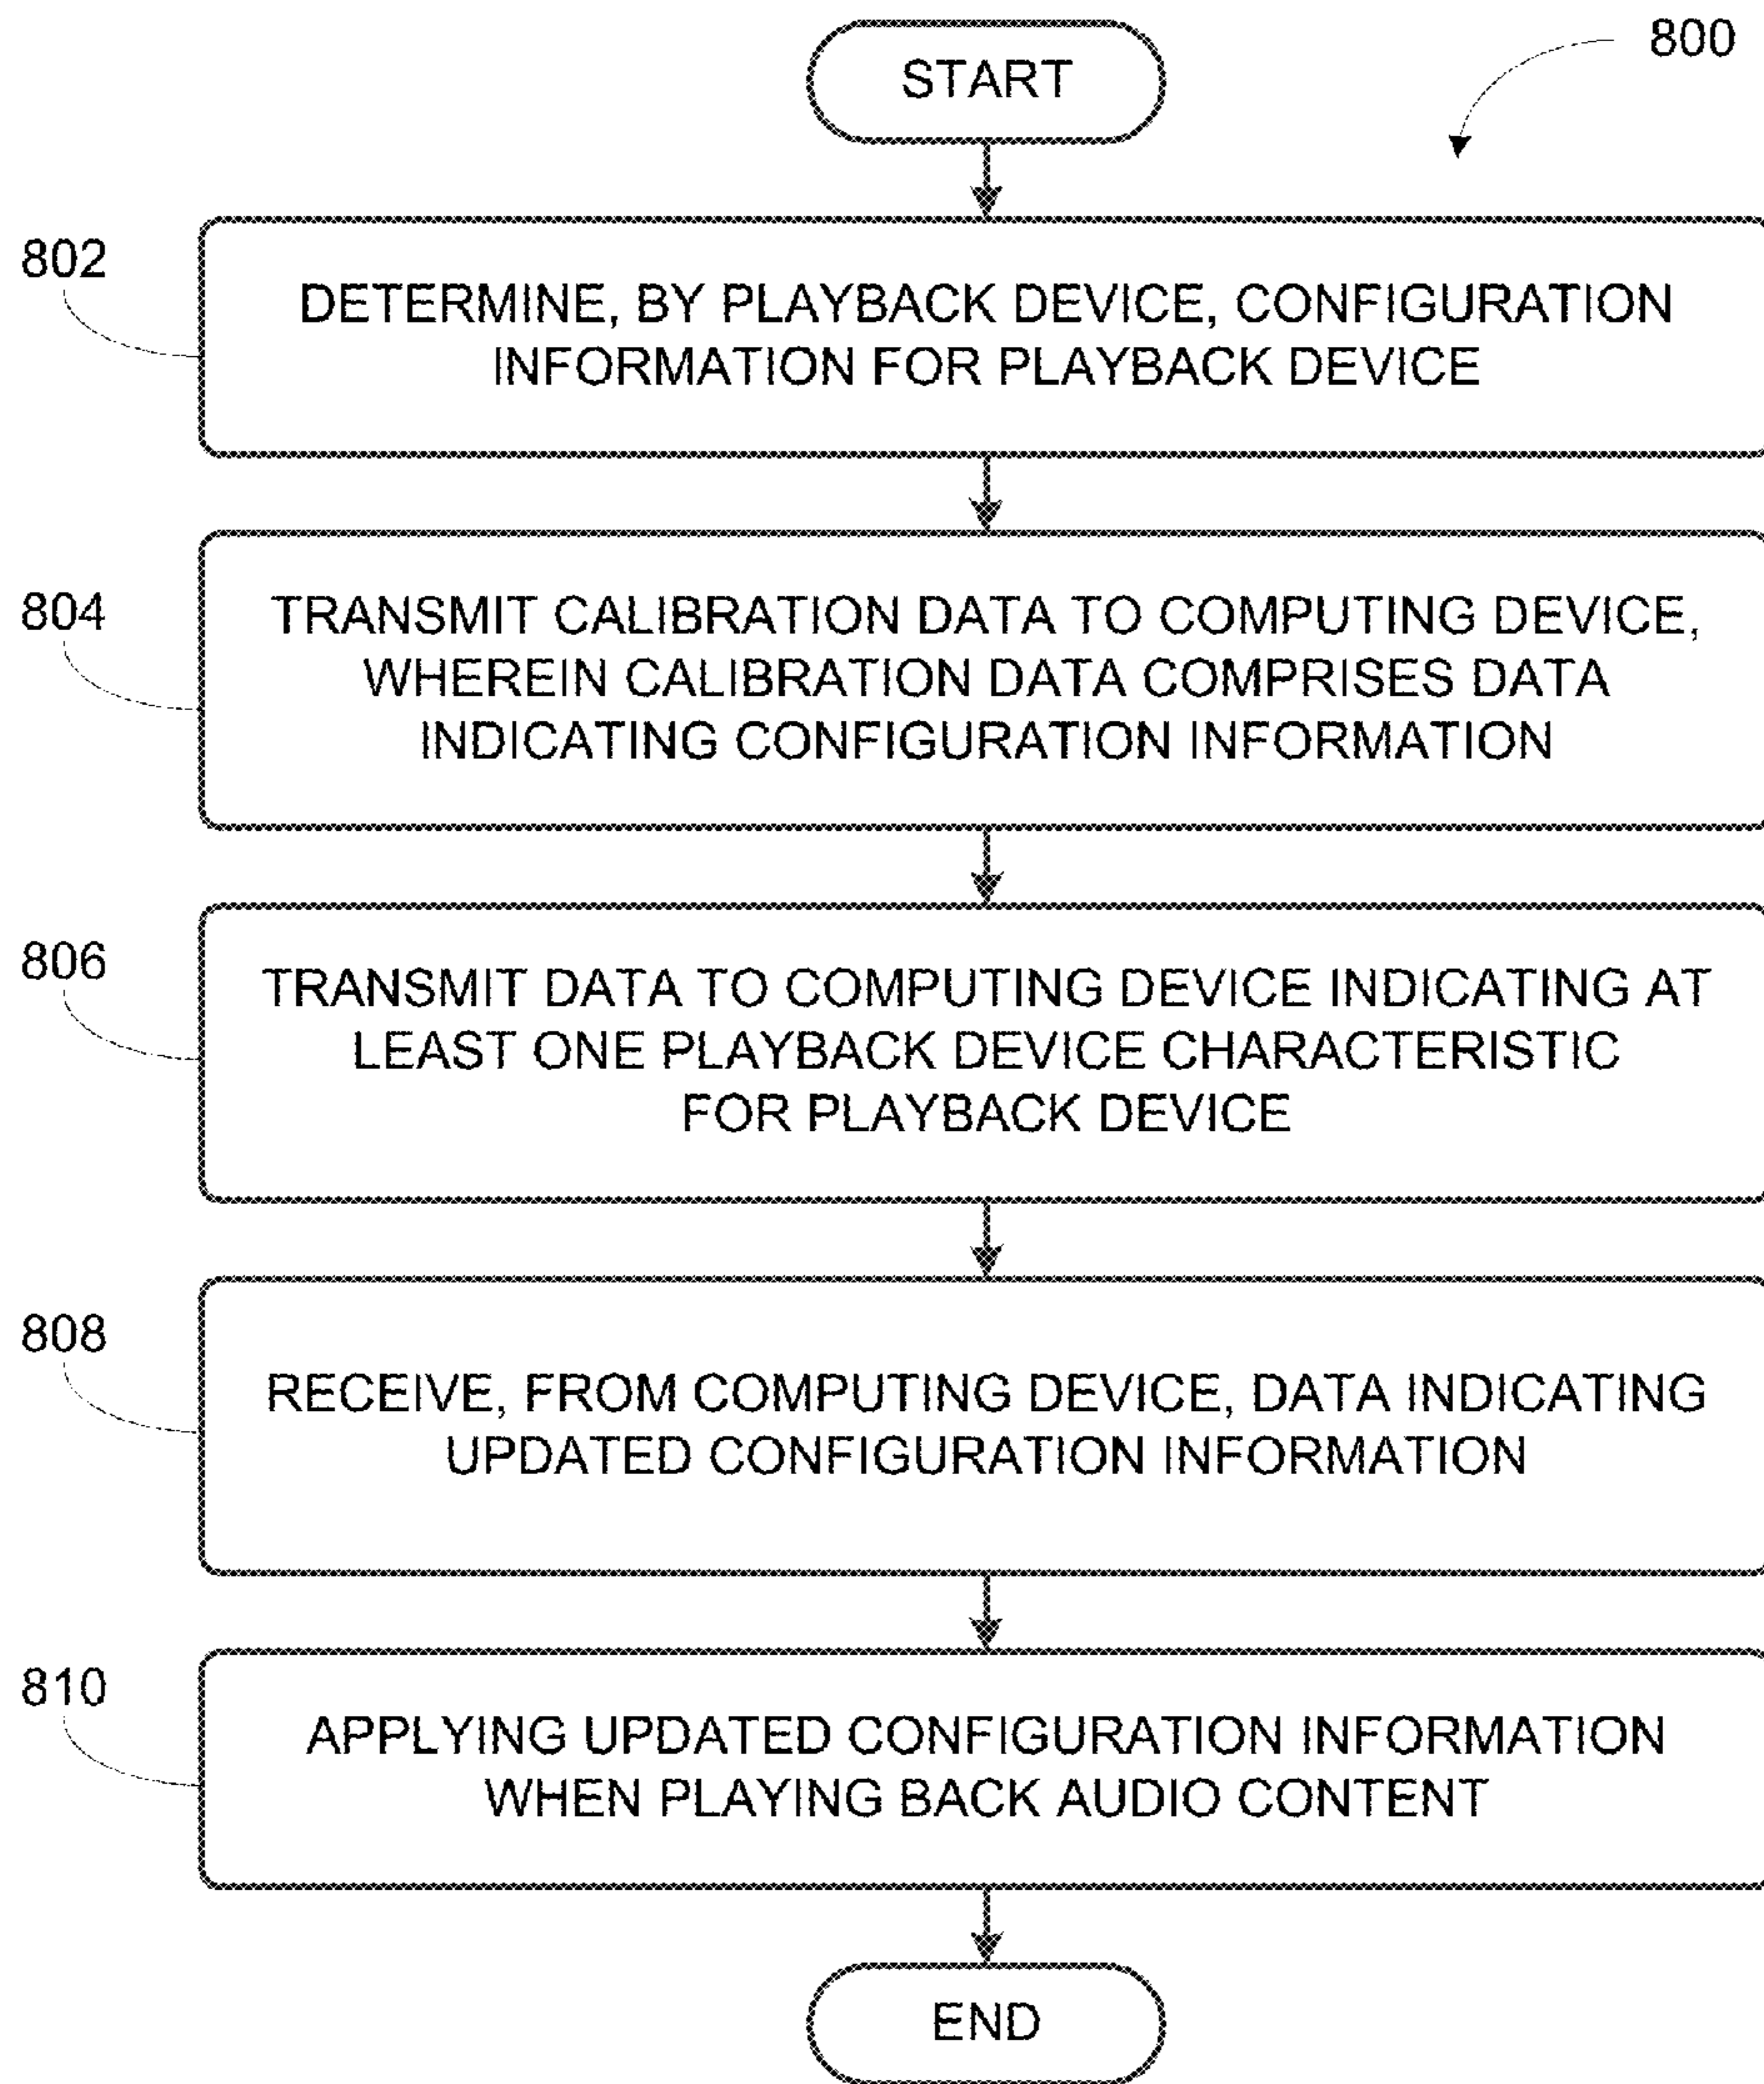 START
800
802
DETERMINE, BY PLAYBACK DEVICE, CONFIGURATION
INFORMATION FOR PLAYBACK DEVICE
804
TRANSMIT CALIBRATION DATA TO COMPUTING DEVICE,
WHEREIN CALIBRATION DATA COMPRISES DATA
INDICATING CONFIGURATION INFORMATION
806
TRANSMIT DATA TO COMPUTING DEVICE INDICATING AT
LEAST ONE PLAYBACK DEVICE CHARACTERISTIC
FOR PLAYBACK DEVICE
808
RECEIVE, FROM COMPUTING DEVICE, DATA INDICATING
UPDATED CONFIGURATION INFORMATION
810
APPLYING UPDATED CONFIGURATION INFORMATION
WHEN PLAYING BACK AUDIO CONTENT
END